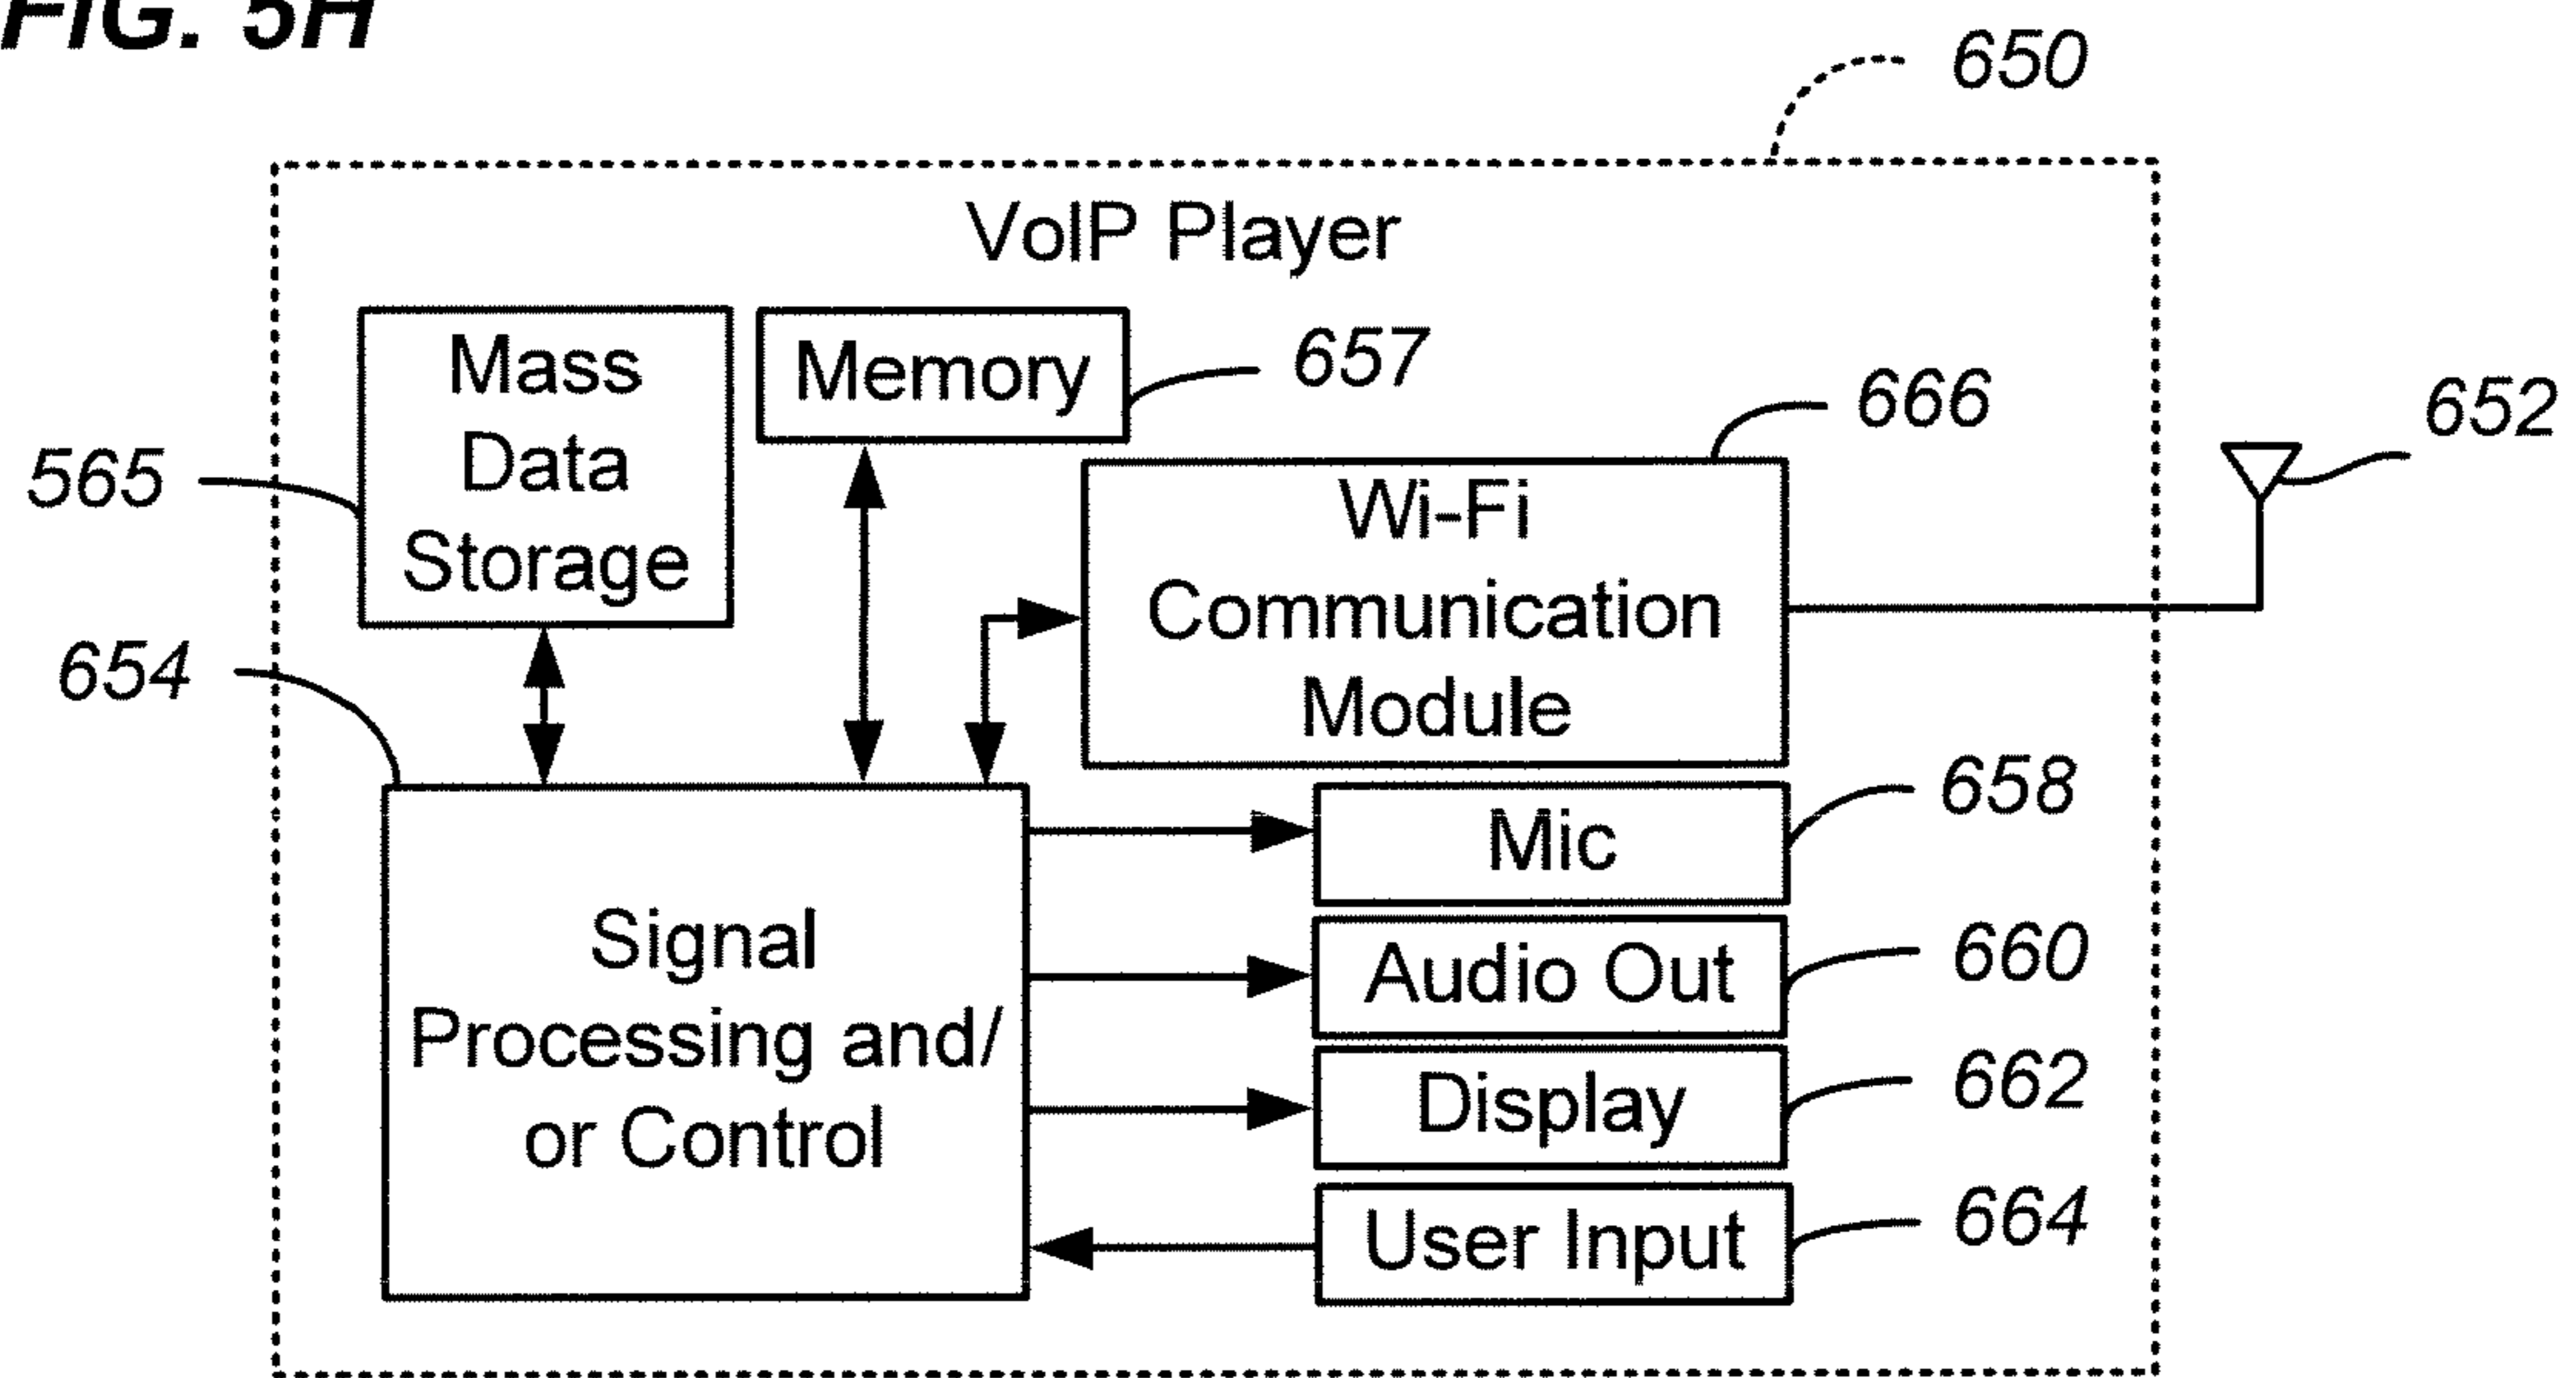 FIG. 5H
650
VoIP Player
Mass
Data
Storage
Memory
657
666
652
565
Wi-Fi
Communication
Module
654
658
Mic
Signal
Processing and/
or Control
Audio Out
660
Display
662
User Input
664